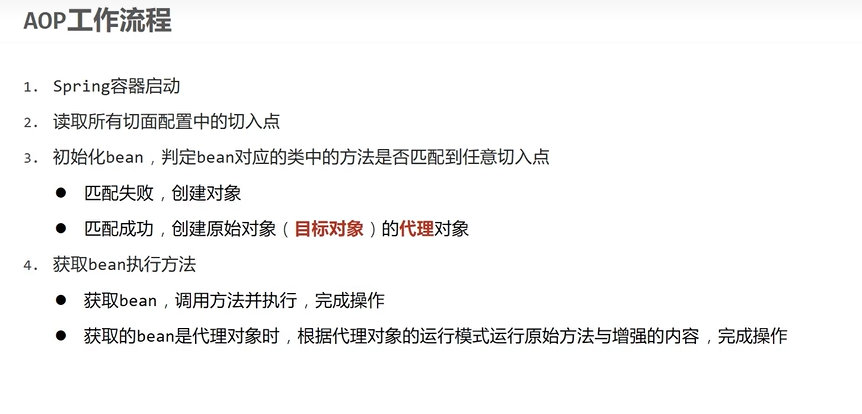 AOP工作流程
1. Spring容器启动
2. 读取所有切面配置中的切入点
3. 初始化bean，判定bean对应的类中的方法是否匹配到任意切入点
● 匹配失败，创建对象
● 匹配成功，创建原始对象（目标对象）的代理对象
4. 获取bean执行方法
● 获取bean，调用方法并执行，完成操作
● 获取的bean是代理对象时，根据代理对象的运行模式运行原始方法与增强的内容，完成操作